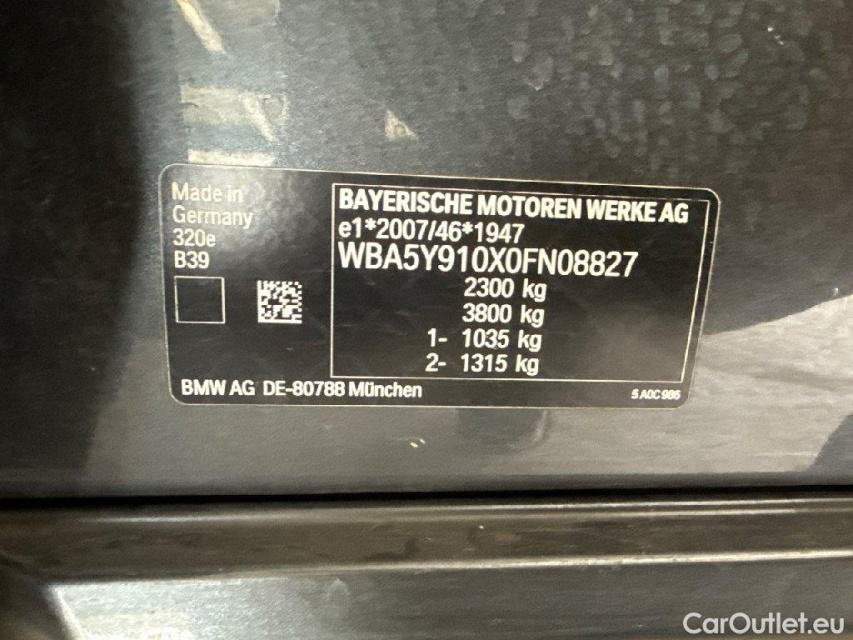 Made in
Germany
320e
B39
BAYERISCHE MOTOREN WERKE AG
e1*2007/46*1947
WBA5Y910X0FN08827
2300 kg
3800 kg
1- 1035 kg
2- 1315 kg
BMW AG DE-80788 München
5 A0C 986
CarOutlet.eu